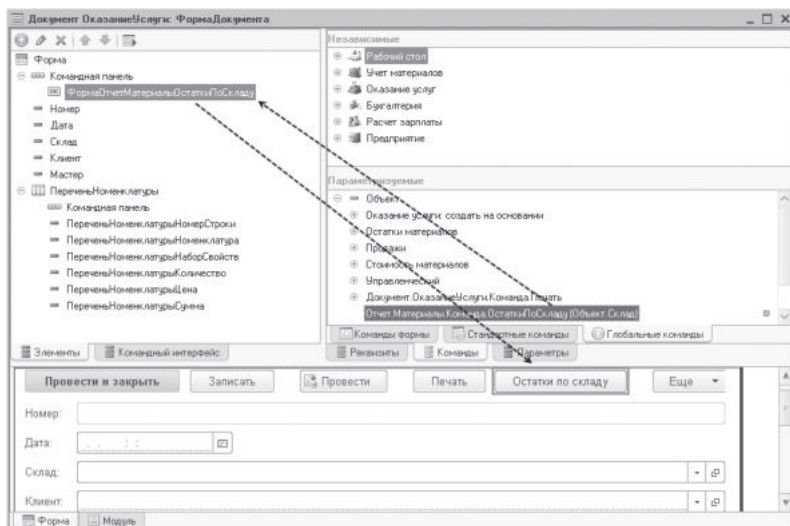 Документ ОказаниеУслуги: ФормаДокумента
Форма
Командная панель
ФормаОтчетМатериалыОстаткиПоСкладу
Номер
Дата
Склад
Клиент
Мастер
ПереченьНоменклатуры
Командная панель
ПереченьНоменклатурыНомерСтроки
ПереченьНоменклатурыНоменклатура
ПереченьНоменклатурыНаборСвойств
ПереченьНоменклатурыКоличество
ПереченьНоменклатурыЦена
ПереченьНоменклатурыСумма
Элементы
Командный интерфейс
Независимые
Рабочий стол
Учет материалов
Оказание услуг
Бухгалтерия
Расчет зарплаты
Предприятие
Параметризуемые
Объект
Оказание услуги: создать на основании
Остатки материалов
Продажи
Стоимость материалов
Управленческий
Документ.ОказаниеУслуги.Команда.Печать
Отчет.Материалы.Команда.ОстаткиПоСкладу (Объект.Склад)
Команды формы
Стандартные команды
Глобальные команды
Реквизиты
Команды
Параметры
Провести и закрыть
Записать
Провести
Печать
Остатки по складу
Еще
Номер:
Дата:
Склад:
Клиент:
Форма
Модуль